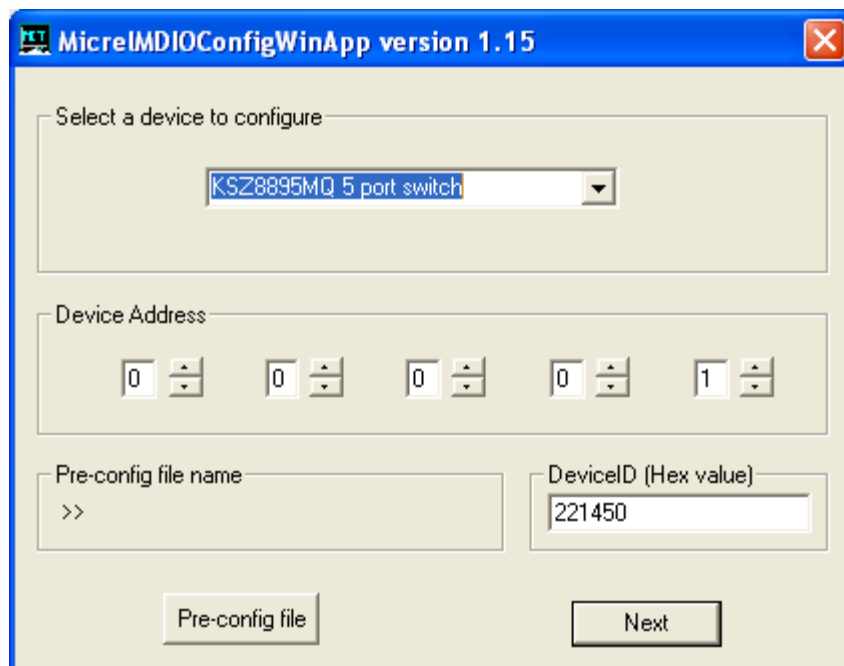 MicrelMDIOConfigWinApp version 1.15
Select a device to configure
KSZ8895MQ 5 port switch
Device Address
0 0 0 0 1
Pre-config file name
>>
DeviceID (Hex value)
221450
Pre-config file
Next